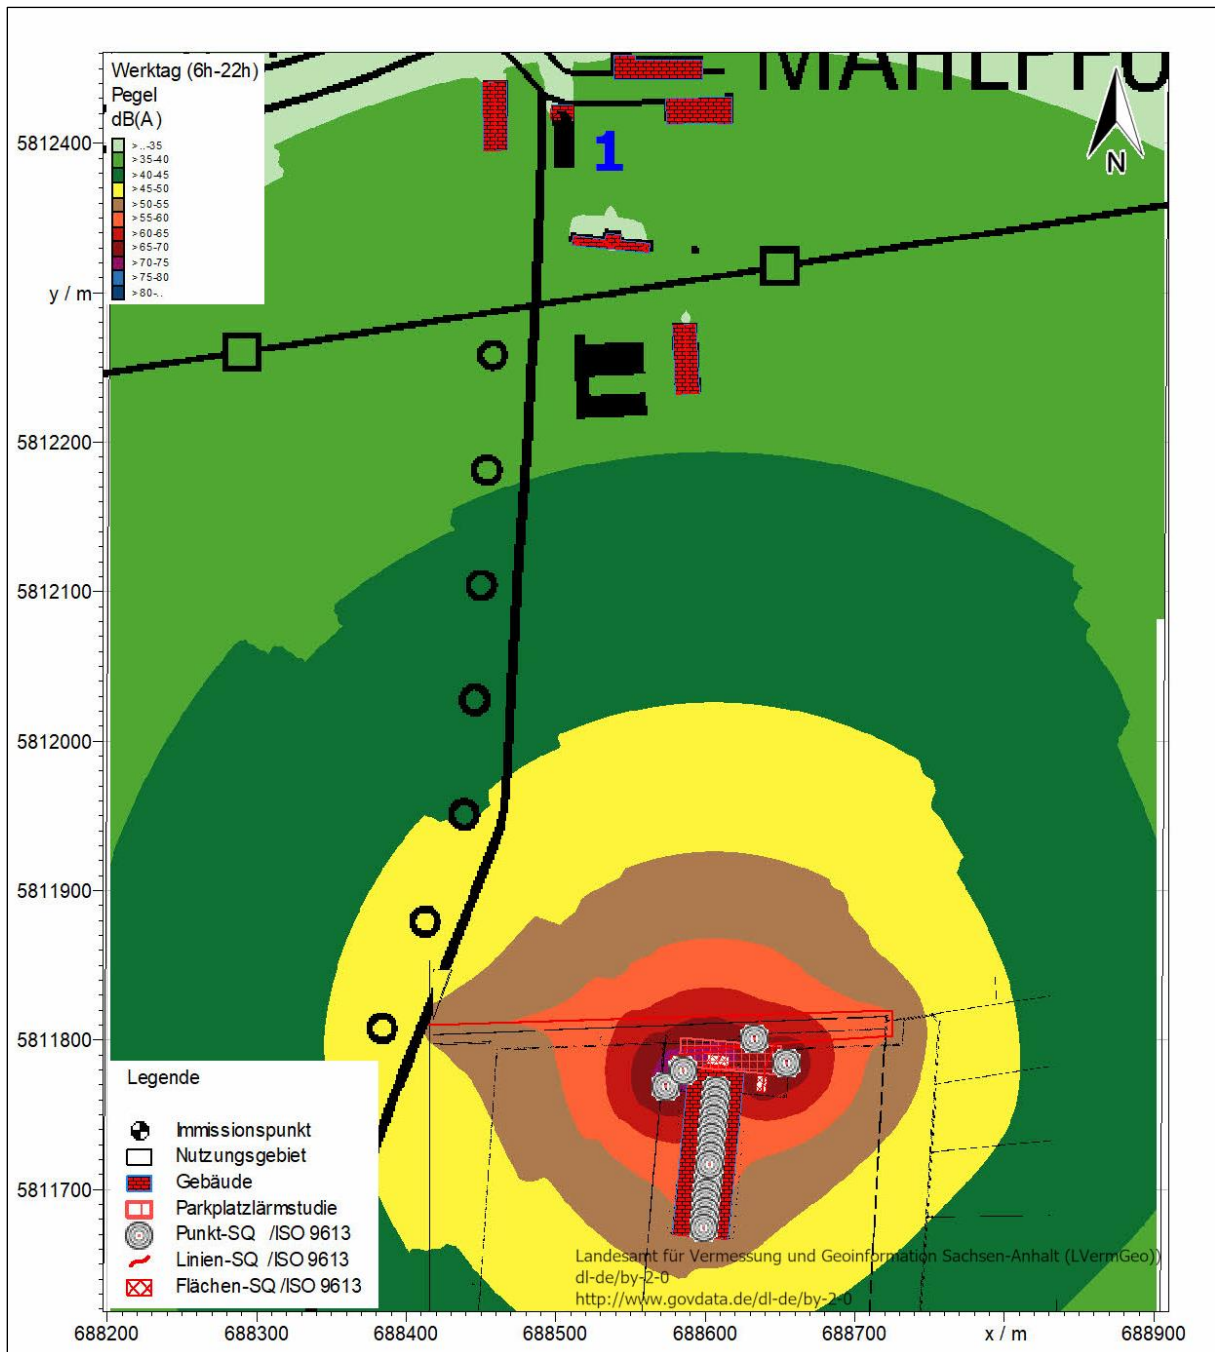 Werktag (6h-22h)
Pegel
dB(A)
>..-35
>35-40
>40-45
>45-50
>50-55
>55-60
>60-65
>65-70
>70-75
>75-80
>80-..
MAHLPFU
1
N
5812400
y / m
5812200
5812100
5812000
5811900
5811800
5811700
Legende
Immissionspunkt
Nutzungsgebiet
Gebäude
Parkplatzlärmstudie
Punkt-SQ /ISO 9613
Linien-SQ /ISO 9613
Flächen-SQ /ISO 9613
Landesamt für Vermessung und Geoinformation Sachsen-Anhalt (LVermGeo))
dl-de/by-2-0
http://www.govdata.de/dl-de/by-2-0
688200 688300 688400 688500 688600 688700 x / m 688900